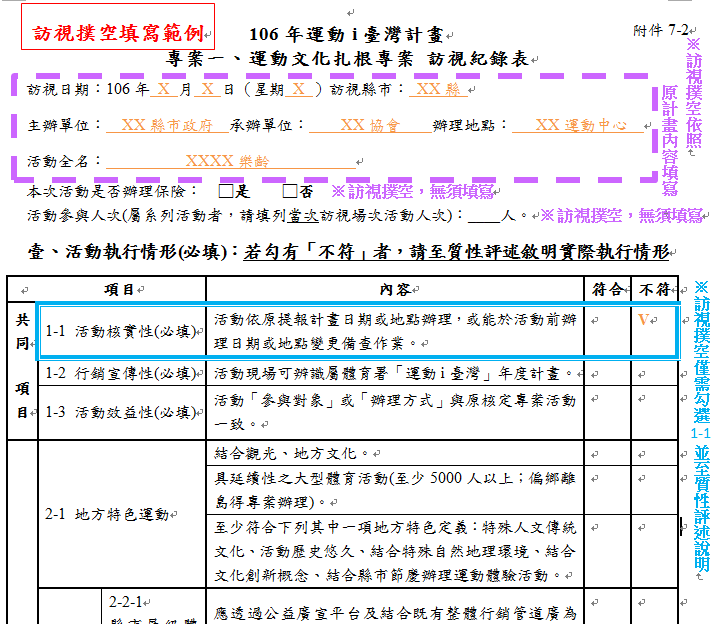 訪視撲空填寫範例
106 年運動 i 臺灣計畫
附件 7-2
專案一、運動文化扎根專案 訪視紀錄表
訪視日期：106 年 X 月 X 日（星期 X ）訪視縣市： XX 縣
主辦單位： XX 縣市政府 承辦單位： XX 協會 辦理地點： XX 運動中心
活動全名： XXXX 樂齡
※訪視撲空依照
原計畫內容填寫
本次活動是否辦理保險： □是 □否 ※訪視撲空，無須填寫
活動參與人次(屬系列活動者，請填列當次訪視場次活動人次)：____人。※訪視撲空，無須填寫
壹、活動執行情形(必填)：若勾有「不符」者，請至質性評述敘明實際執行情形
項目 內容 符合 不符
共同項目
1-1 活動核實性(必填)
活動依原提報計畫日期或地點辦理，或能於活動前辦
理日期或地點變更備查作業。
V
1-2 行銷宣傳性(必填) 活動現場可辨識屬體育署「運動 i 臺灣」年度計畫。
1-3 活動效益性(必填)
活動「參與對象」或「辦理方式」與原核定專案活動
一致。
※訪視撲空僅需勾選
1-1
並至質性評述說明
2-1 地方特色運動
結合觀光、地方文化。
具延續性之大型體育活動(至少 5000 人以上；偏鄉離
島得專案辦理)。
至少符合下列其中一項地方特色定義：特殊人文傳統
文化、活動歷史悠久、結合特殊自然地理環境、結合
文化創新概念、結合縣市節慶辦理運動體驗活動。
2-2-1
應透過公益廣宣平台及結合既有整體行銷管道廣為